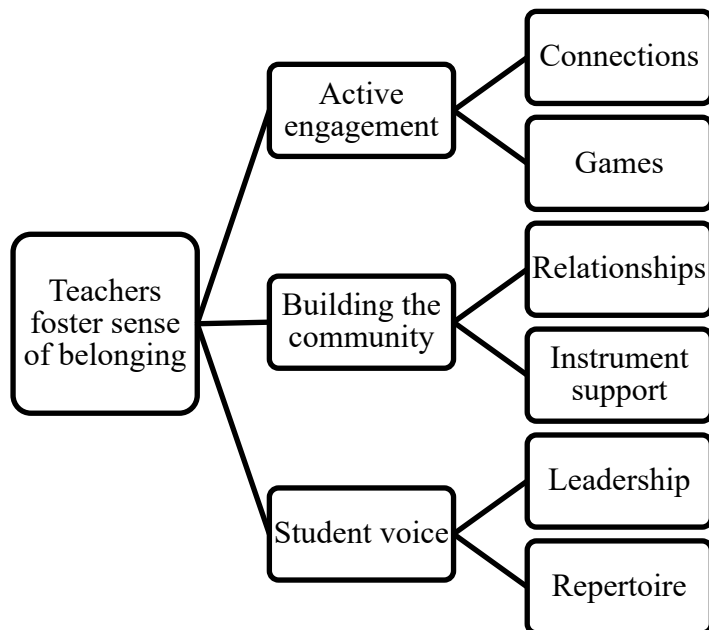 Teachers
foster sense
of belonging
Active
engagement
Connections
Games
Building the
community
Relationships
Instrument
support
Student voice
Leadership
Repertoire